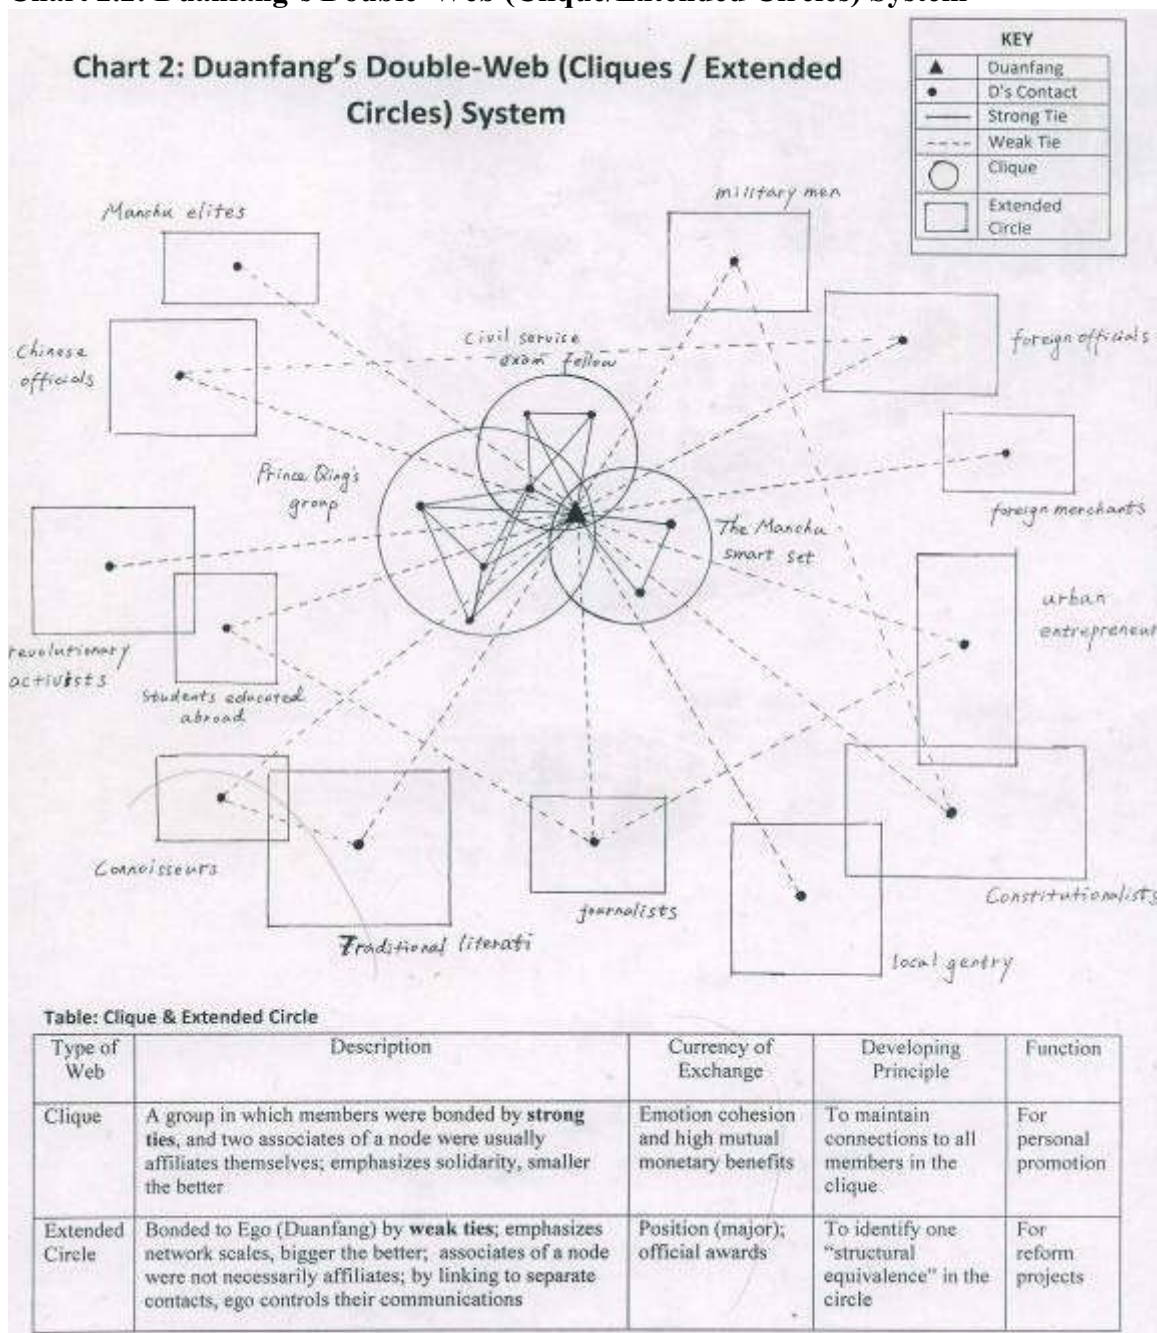 Chart 2: Duanfang's Double-Web (Cliques / Extended
Circles) System
KEY
Duanfang
D's Contact
Strong Tie
Weak Tie
Clique
Extended
Circle
military men
Manchu elites
Chinese
officials
Civil service
exam fellow
foreign officials
Prince Qing's
group
foreign merchants
The Manchu
smart set
urban
entrepreneur
revolutionary
activists
Students educated
abroad
Connoisseurs
journalists
Constitutionalists
Traditional literati
local gentry
Table: Clique & Extended Circle
Type of
Web
Description
Currency of
Exchange
Developing
Principle
Function
Clique
A group in which members were bonded by strong
ties, and two associates of a node were usually
affiliates themselves; emphasizes solidarity, smaller
the better
Emotion cohesion
and high mutual
monetary benefits
To maintain
connections to all
members in the
clique
For
personal
promotion
Extended
Circle
Bonded to Ego (Duanfang) by weak ties; emphasizes
network scales, bigger the better; associates of a node
were not necessarily affiliates; by linking to separate
contacts, ego controls their communications
Position (major);
official awards
To identify one
"structural
equivalence" in the
circle
For
reform
projects